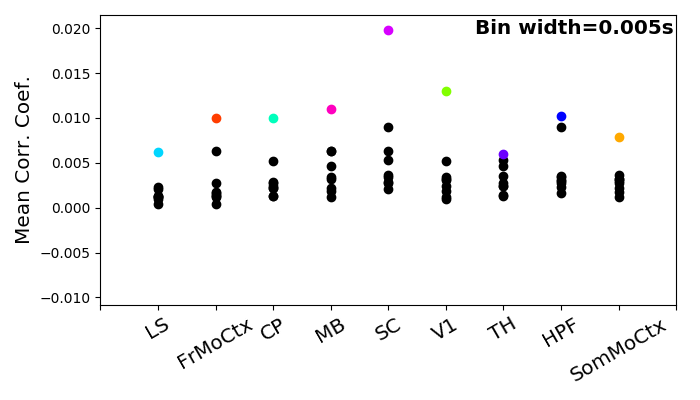 Bin width=0.005s
0.020
0.015
0.010
0.005
0.000
−0.005
−0.010
Mean Corr. Coef.
LS
FrMoCtx
CP
MB
SC
V1
TH
HPF
SomMoCtx